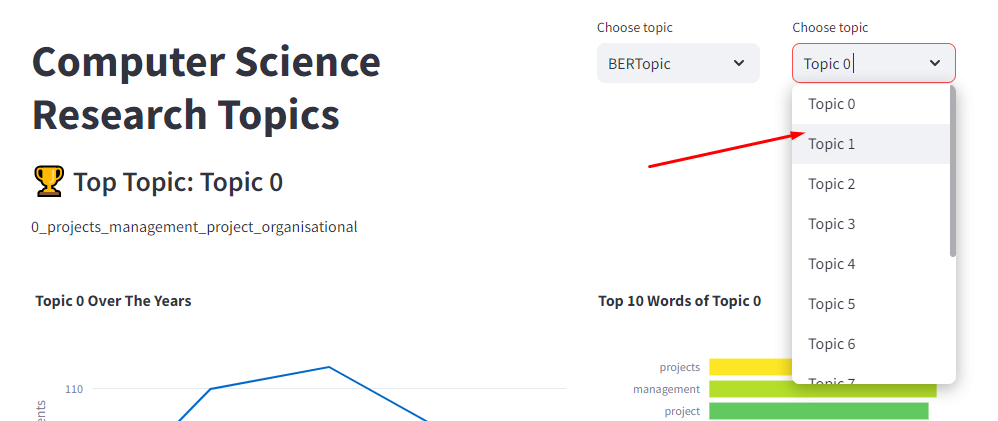 Choose topic
Choose topic
BERTopic
Topic 0
Computer Science
Research Topics
Topic 0
Topic 1
Topic 2
Topic 3
Topic 4
Topic 5
Topic 6
Topic 7
🏆 Top Topic: Topic 0
0_projects_management_project_organisational
Topic 0 Over The Years
110
Top 10 Words of Topic 0
projects
management
project